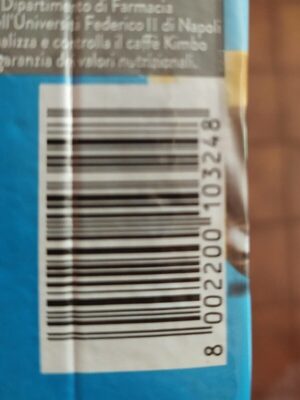 Dipartimento di Farmacia
ell'Università Federico II di Napoli
alizza e controlla il caffè Kimbo
garanzia dei valori nutrizionali.
8 002200 103248